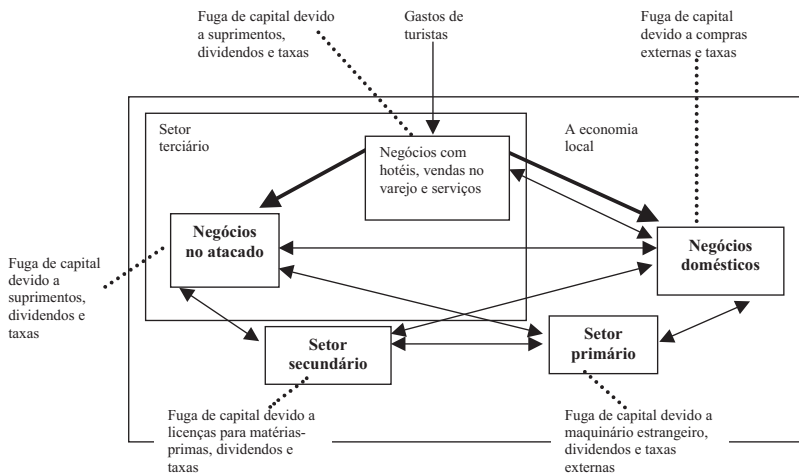 Fuga de capital devido
a suprimentos,
dividendos e taxas
Gastos de
turistas
Fuga de capital
devido a compras
externas e taxas
Setor
terciário
A economia
local
Negócios com
hotéis, vendas no
varejo e serviços
Negócios
no atacado
Negócios
domésticos
Fuga de capital
devido a
suprimentos,
dividendos e
taxas
Setor
secundário
Setor
primário
Fuga de capital devido a
licenças para matérias-
primas, dividendos e
taxas
Fuga de capital devido a
maquinário estrangeiro,
dividendos e taxas
externas